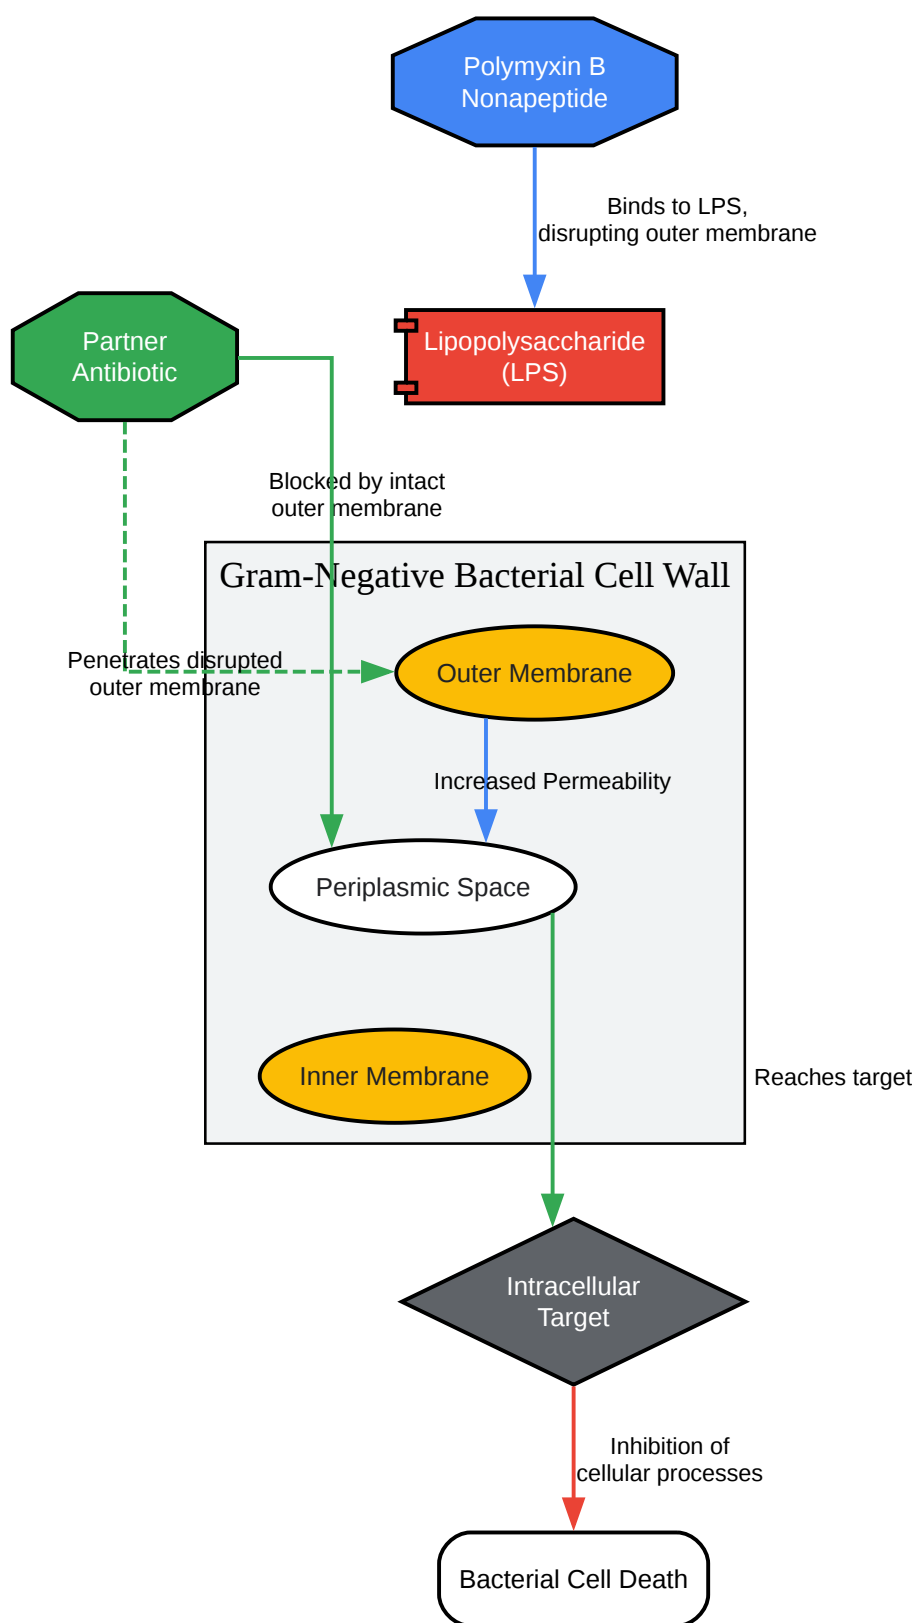 Polymyxin B
Nonapeptide
Binds to LPS,
disrupting outer membrane
Partner
Antibiotic
Lipopolysaccharide
(LPS)
Blocked by intact
outer membrane
Gram-Negative Bacterial Cell Wall
Penetrates disrupted
outer membrane
Outer Membrane
Increased Permeability
Periplasmic Space
Inner Membrane
Reaches target
Intracellular
Target
Inhibition of
cellular processes
Bacterial Cell Death